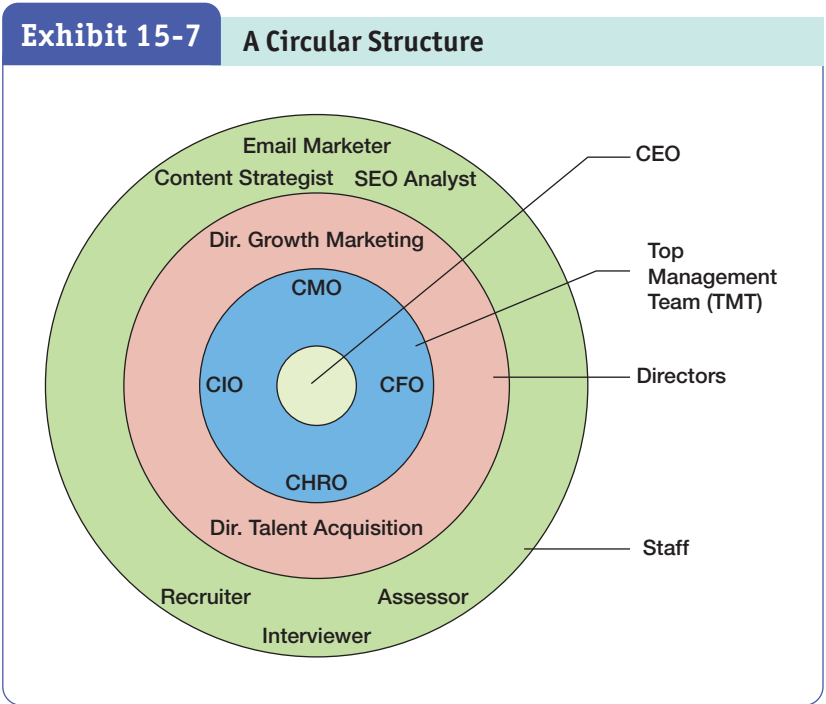 Exhibit 15-7
A Circular Structure
Email Marketer
Content Strategist
SEO Analyst
Dir. Growth Marketing
CMO
CIO
CFO
CHRO
Dir. Talent Acquisition
Recruiter
Assessor
Interviewer
CEO
Top
Management
Team (TMT)
Directors
Staff